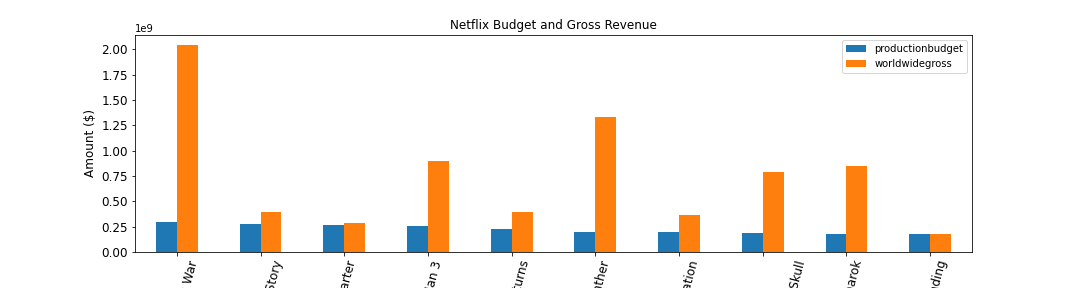 Netflix Budget and Gross Revenue
1e9
2.00
1.75
1.50
1.25
1.00
0.75
0.50
0.25
0.00
Amount ($)
productionbudget
worldwidegross
War
Story
arter
an 3
turns
ther
ation
Skull
arok
ding